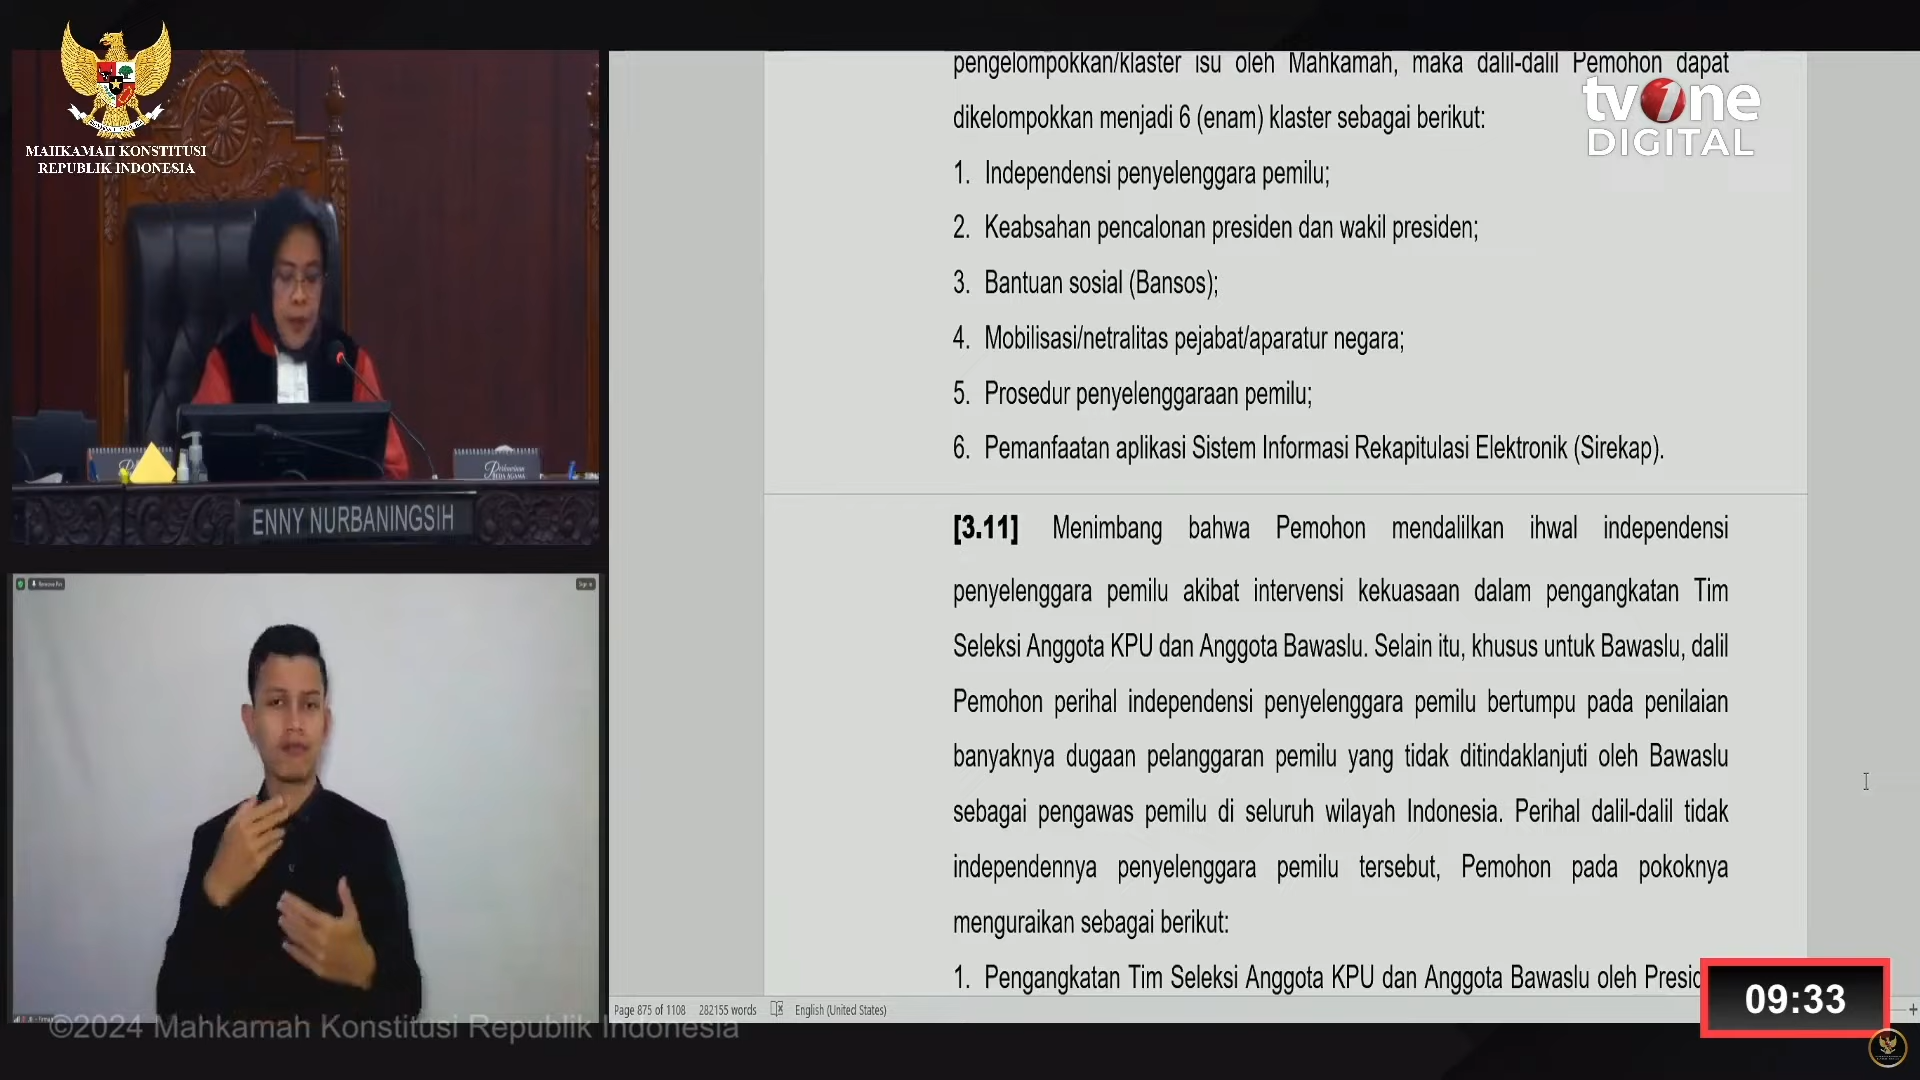 MAHKAMAH KONSTITUSI
REPUBLIK INDONESIA
ENNY NURBANINGSIH
pengelompokkan/klaster isu oleh Mahkamah, maka dalil-dalil Pemohon dapat
dikelompokkan menjadi 6 (enam) klaster sebagai berikut:
1. Independensi penyelenggara pemilu;
2. Keabsahan pencalonan presiden dan wakil presiden;
3. Bantuan sosial (Bansos);
4. Mobilisasi/netralitas pejabat/aparatur negara;
5. Prosedur penyelenggaraan pemilu;
6. Pemanfaatan aplikasi Sistem Informasi Rekapitulasi Elektronik (Sirekap).
[3.11] Menimbang bahwa Pemohon mendalilkan ihwal independensi
penyelenggara pemilu akibat intervensi kekuasaan dalam pengangkatan Tim
Seleksi Anggota KPU dan Anggota Bawaslu. Selain itu, khusus untuk Bawaslu, dalil
Pemohon perihal independensi penyelenggara pemilu bertumpu pada penilaian
banyaknya dugaan pelanggaran pemilu yang tidak ditindaklanjuti oleh Bawaslu
sebagai pengawas pemilu di seluruh wilayah Indonesia. Perihal dalil-dalil tidak
independennya penyelenggara pemilu tersebut, Pemohon pada pokoknya
menguraikan sebagai berikut:
1. Pengangkatan Tim Seleksi Anggota KPU dan Anggota Bawaslu oleh
Page 875 of 1108 282155 words English (United States)
tvOne
DIGITAL
09:33
©2024 Mahkamah Konstitusi Republik Indonesia